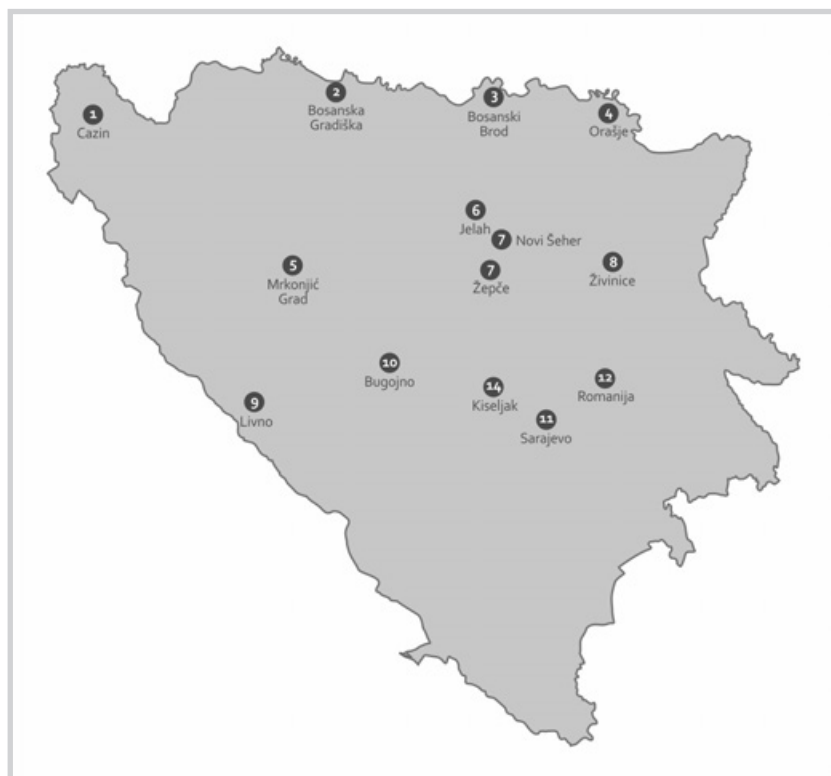 1
Cazin
2
Bosanska
Gradiška
3
Bosanski
Brod
4
Orašje
6
Jelah
7 Novi Šeher
5
Mrkonjić
Grad
7
Žepče
8
Živinice
10
Bugojno
9
Livno
14
Kiseljak
12
Romanija
11
Sarajevo